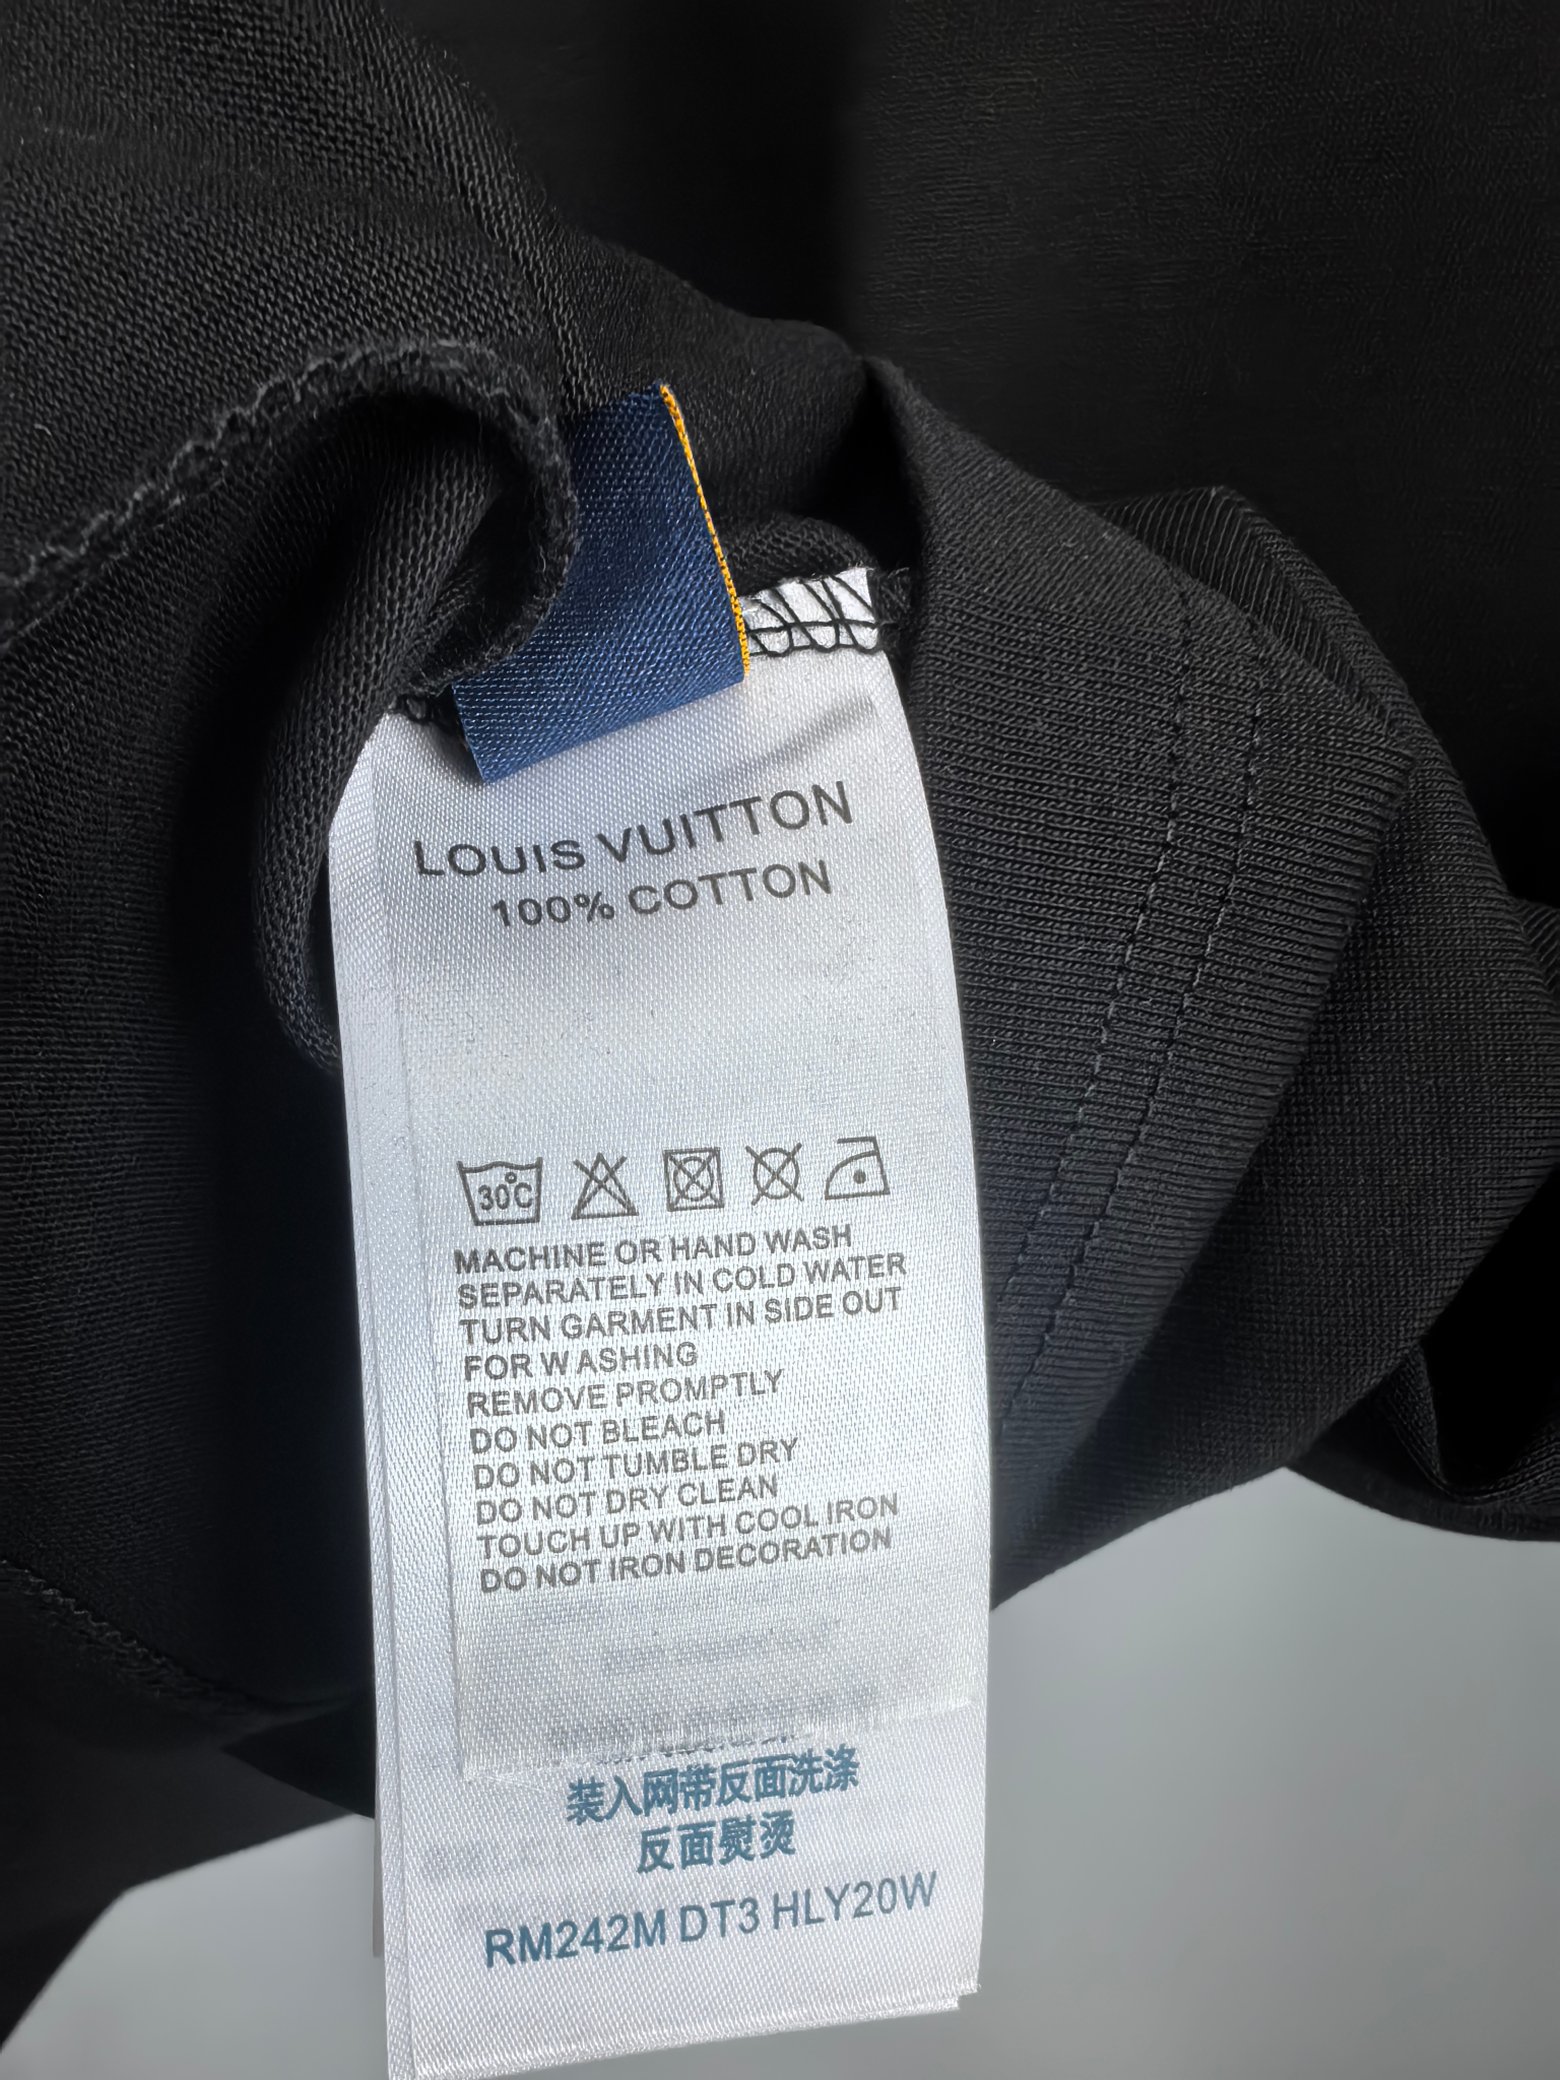 LOUIS VUITTON
100% COTTON
30°C
MACHINE OR HAND WASH
SEPARATELY IN COLD WATER
TURN GARMENT IN SIDE OUT
FOR W ASHING
REMOVE PROMPTLY
DO NOT BLEACH
DO NOT TUMBLE DRY
DO NOT DRY CLEAN
TOUCH UP WITH COOL IRON
DO NOT IRON DECORATION
装入网带反面洗涤
反面熨烫
RM242M DT3 HLY20W